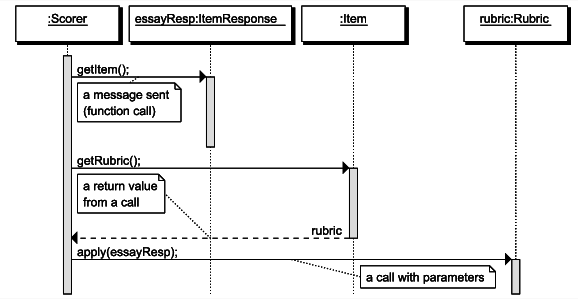 :Scorer
essayResp:ItemResponse
:Item
rubric:Rubric
getItem();
a message sent
(function call)
getRubric();
a return value
from a call
rubric
apply(essayResp);
a call with parameters